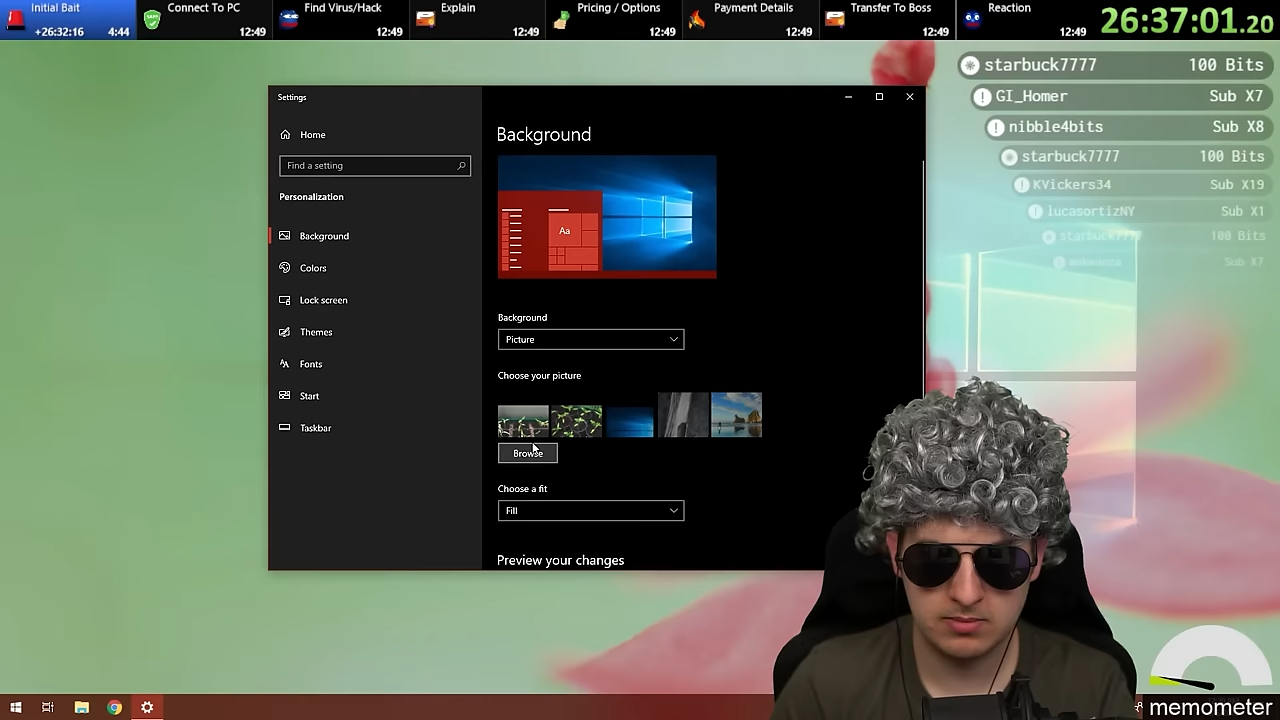 Initial Bait
+26:32:16 4:44
Connect To PC
12:49
Find Virus/Hack
12:49
Explain
12:49
Pricing / Options
12:49
Payment Details
12:49
Transfer To Boss
12:49
Reaction
12:49
26:37:01.20
starbuck7777 100 Bits
GI_Homer Sub X7
nibble4bits Sub X8
starbuck7777 100 Bits
KVickers34 Sub X19
lucasortizNY Sub X1
starbuck7777 100 Bits
Sub X7
Settings
Home
Find a setting
Personalization
Background
Colors
Lock screen
Themes
Fonts
Start
Taskbar
Background
Aa
Background
Picture
Choose your picture
Browse
Choose a fit
Fill
Preview your changes
memometer